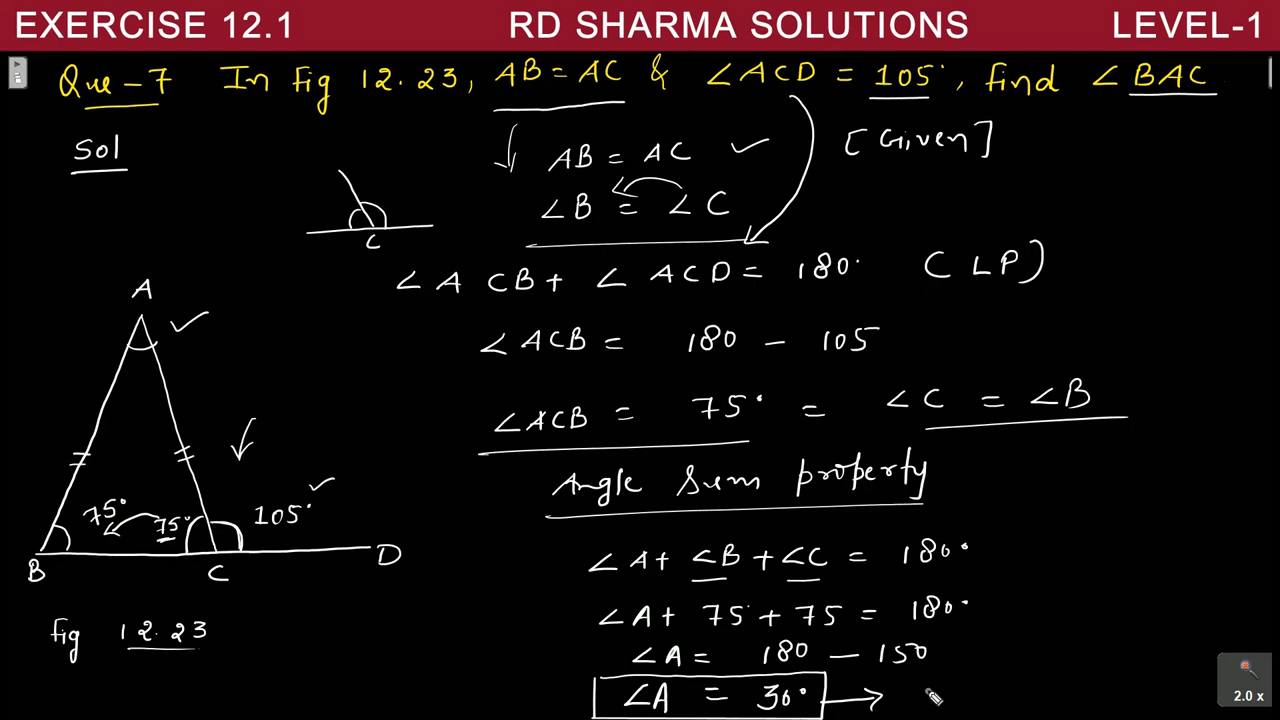 EXERCISE 12.1 RD SHARMA SOLUTIONS LEVEL-1
Que-7 In Fig 12.23, AB = AC & ∠ACD = 105°, find ∠BAC
Sol
AB = AC [Given]
∠B = ∠C
C
∠ACB + ∠ACD = 180° (LP)
∠ACB = 180 - 105
∠ACB = 75° = ∠C = ∠B
Angle Sum property
∠A + ∠B + ∠C = 180°
∠A + 75 + 75 = 180°
∠A = 180 - 150
∠A = 30°
A
75° 75° 105°
B C D
Fig 12.23
2.0 x